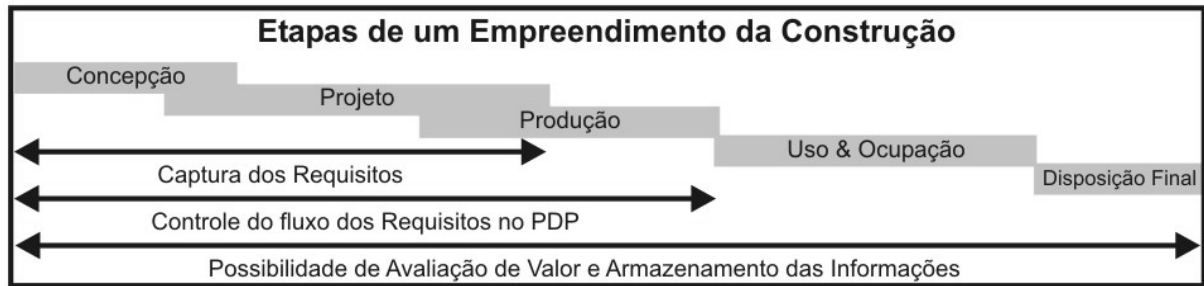 Etapas de um Empreendimento da Construção
Concepção
Projeto
Produção
Uso & Ocupação
Disposição Final
Captura dos Requisitos
Controle do fluxo dos Requisitos no PDP
Possibilidade de Avaliação de Valor e Armazenamento das Informações